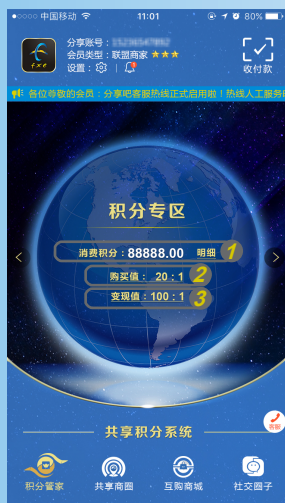 中国移动
11:01
80%
分享账号：
会员类型：联盟商家
设置：
fxe
收付款
各位尊敬的会员：分享吧客服热线正式启用啦！热线人工服务
积分专区
消费积分：88888.00 明细 1
购买值： 20：1 2
变现值：100：1 3
客服
共享积分系统
积分管家
共享商圈
互购商城
社交圈子